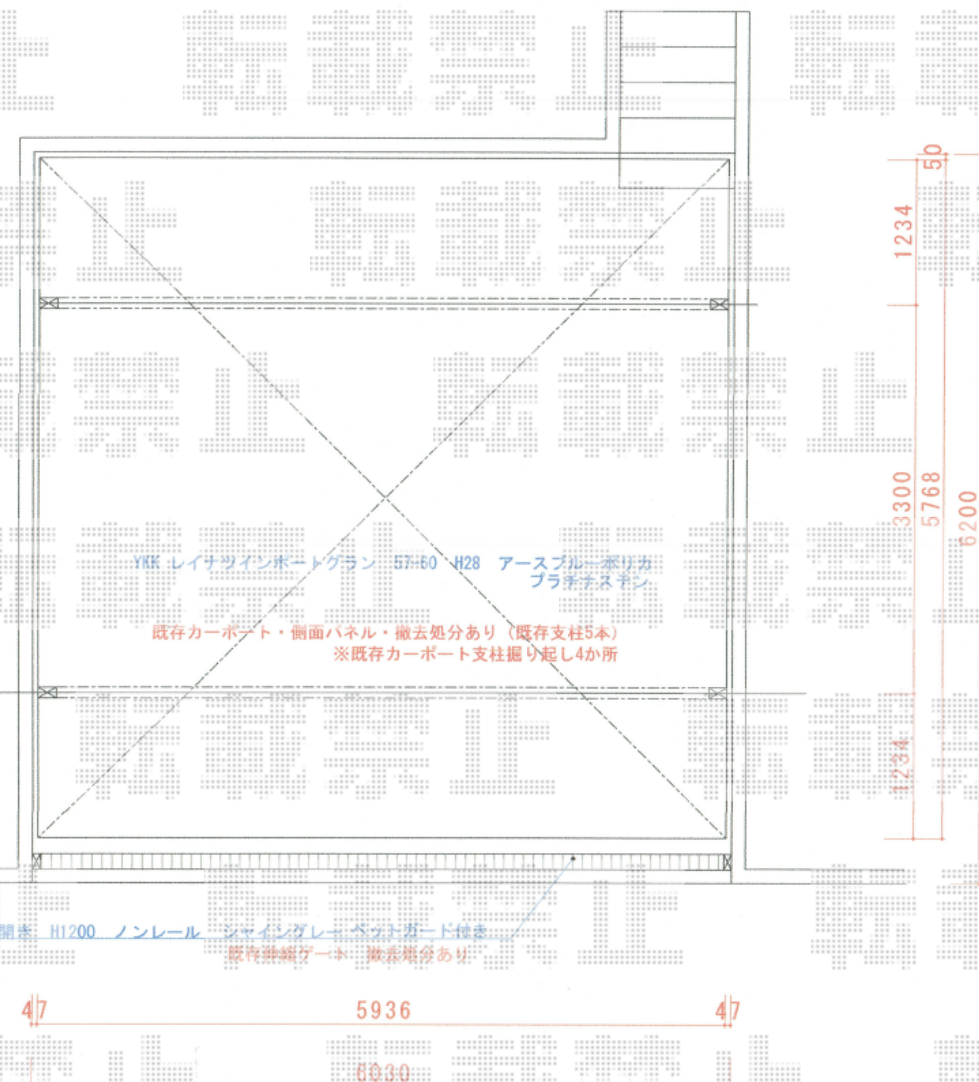 50
1234
3300
5768
6200
YKK レイナツインポートグラン 57-60 H28 アースブルーポリカ
プラチナステン
既存カーポート・側面パネル・撤去処分あり（既存支柱5本）
※既存カーポート支柱掘り起し4か所
1234
開き H1200 ノンレール シャイングレー ペットガード付き
既存伸縮ゲート 撤去処分あり
47 5936 47
6030
転載禁止